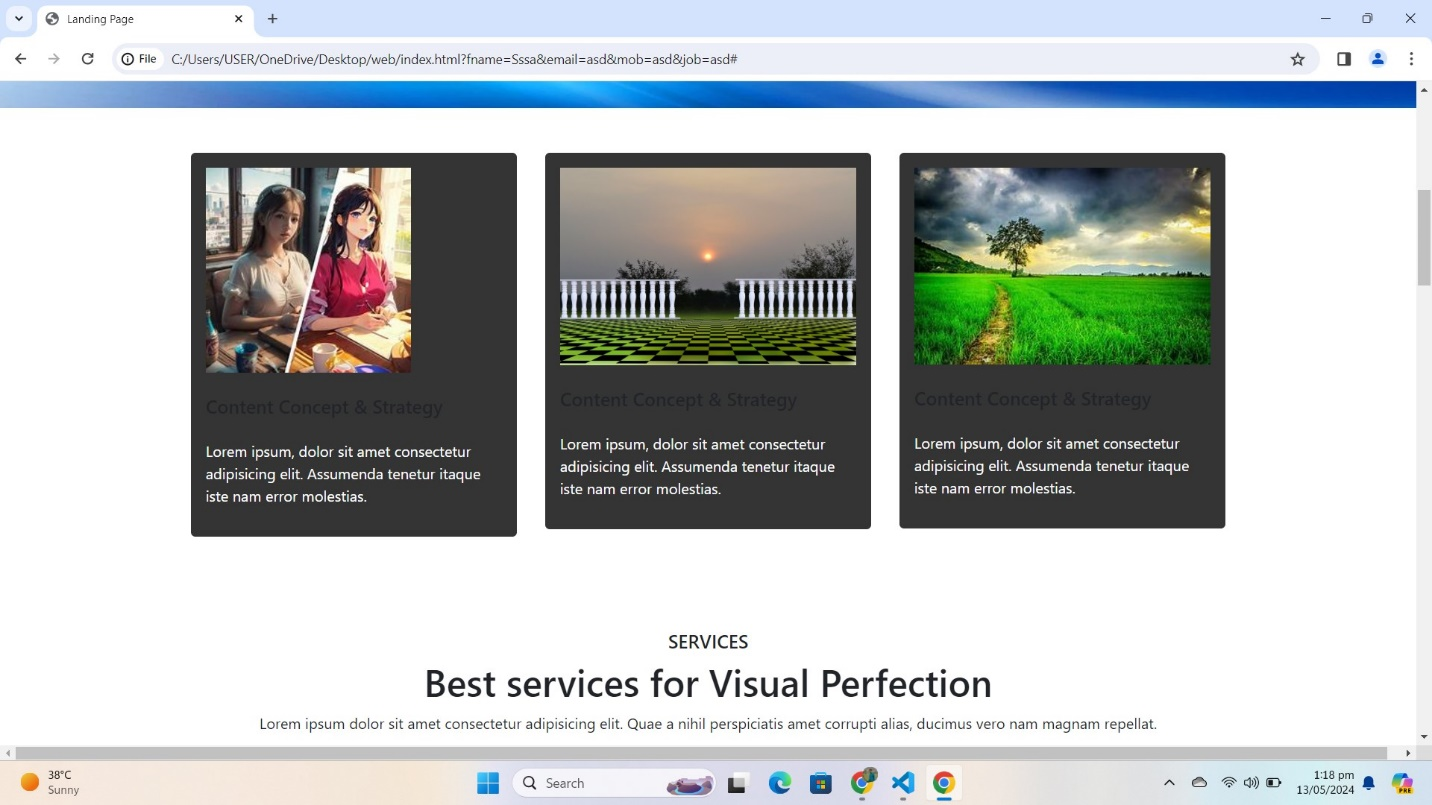 Landing Page
File
C:/Users/USER/OneDrive/Desktop/web/index.html?fname=Sssa&email=asd&mob=asd&job=asd#
Content Concept & Strategy
Lorem ipsum, dolor sit amet consectetur
adipisicing elit. Assumenda tenetur itaque
iste nam error molestias.
Content Concept & Strategy
Lorem ipsum, dolor sit amet consectetur
adipisicing elit. Assumenda tenetur itaque
iste nam error molestias.
Content Concept & Strategy
Lorem ipsum, dolor sit amet consectetur
adipisicing elit. Assumenda tenetur itaque
iste nam error molestias.
SERVICES
Best services for Visual Perfection
Lorem ipsum dolor sit amet consectetur adipisicing elit. Quae a nihil perspiciatis amet corrupti alias, ducimus vero nam magnam repellat.
38°C
Sunny
Search
1:18 pm
13/05/2024
PRE